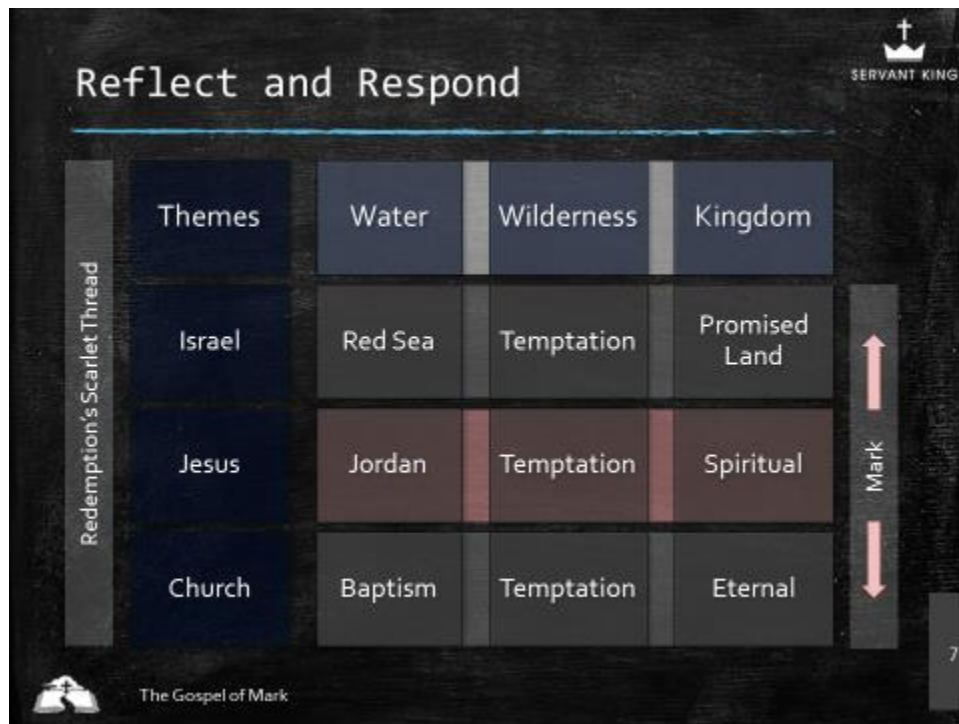 SERVANT KING
Reflect and Respond
Redemption's Scarlet Thread
Themes
Water
Wilderness
Kingdom
Israel
Red Sea
Temptation
Promised
Land
Jesus
Jordan
Temptation
Spiritual
Church
Baptism
Temptation
Eternal
Mark
The Gospel of Mark
7